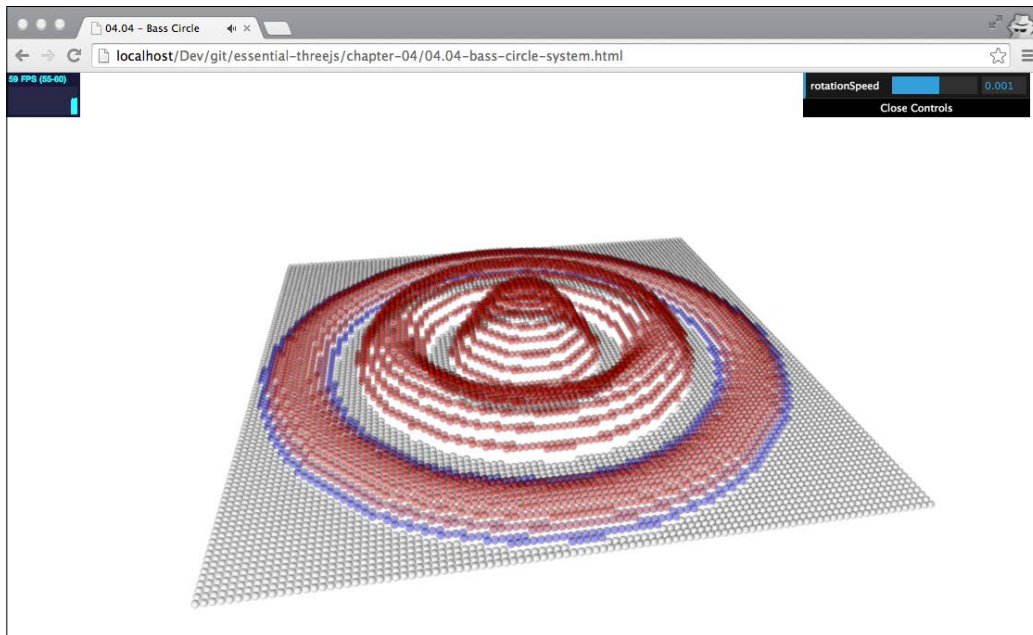 04.04 – Bass Circle
localhost/Dev/git/essential-threejs/chapter-04/04.04-bass-circle-system.html
59 FPS (55-60)
rotationSpeed 0.001
Close Controls